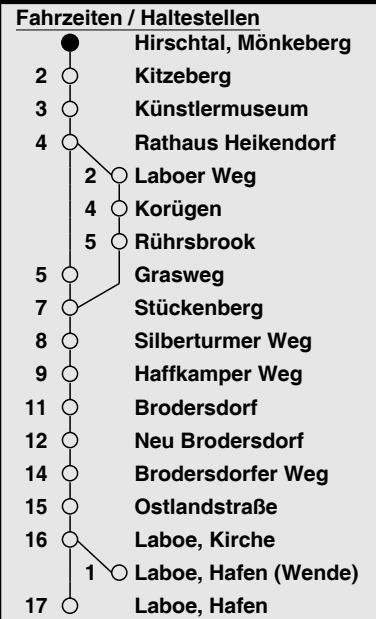 Fahrzeiten / Haltestellen
Hirschtal, Mönkeberg
2 Kitzeberg
3 Künstlermuseum
4 Rathaus Heikendorf
2 Laboer Weg
4 Korügen
5 Rührsbrook
5 Grasweg
7 Stückenberg
8 Silberturmer Weg
9 Haffkamper Weg
11 Brodersdorf
12 Neu Brodersdorf
14 Brodersdorfer Weg
15 Ostlandstraße
16 Laboe, Kirche
1 Laboe, Hafen (Wende)
17 Laboe, Hafen